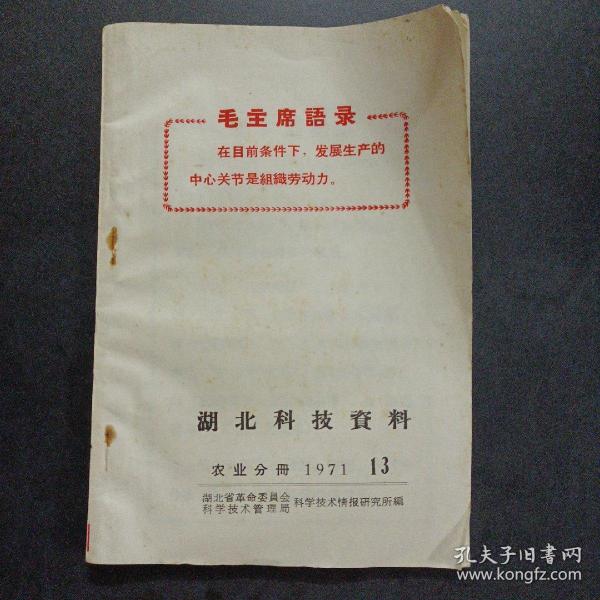 毛主席語录
在目前条件下，发展生产的
中心关节是組織劳动力。
湖北科技資料
农业分冊 1971 13
湖北省革命委員会
科学技术管理局
科学技术情报研究所編
孔夫子旧书网
www.kongfz.com